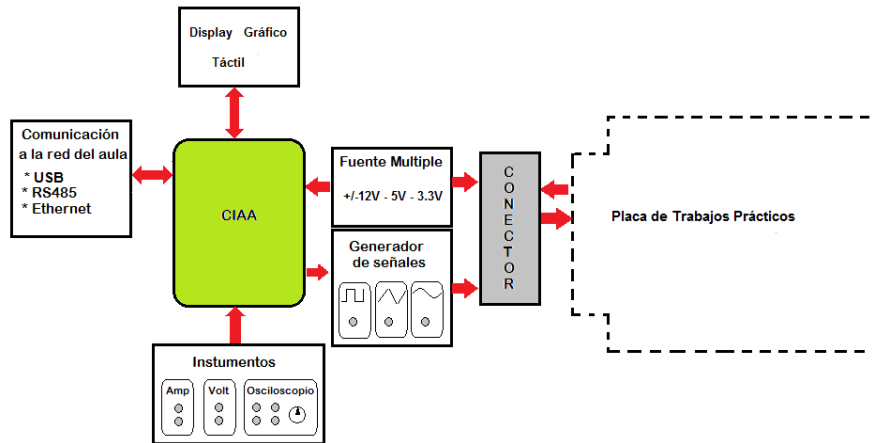 Display Gráfico
Táctil
Comunicación
a la red del aula
* USB
* RS485
* Ethernet
CIAA
Fuente Multiple
+/-12V - 5V - 3.3V
Generador
de señales
CONECTOR
Placa de Trabajos Prácticos
Instumentos
Amp
Volt
Osciloscopio